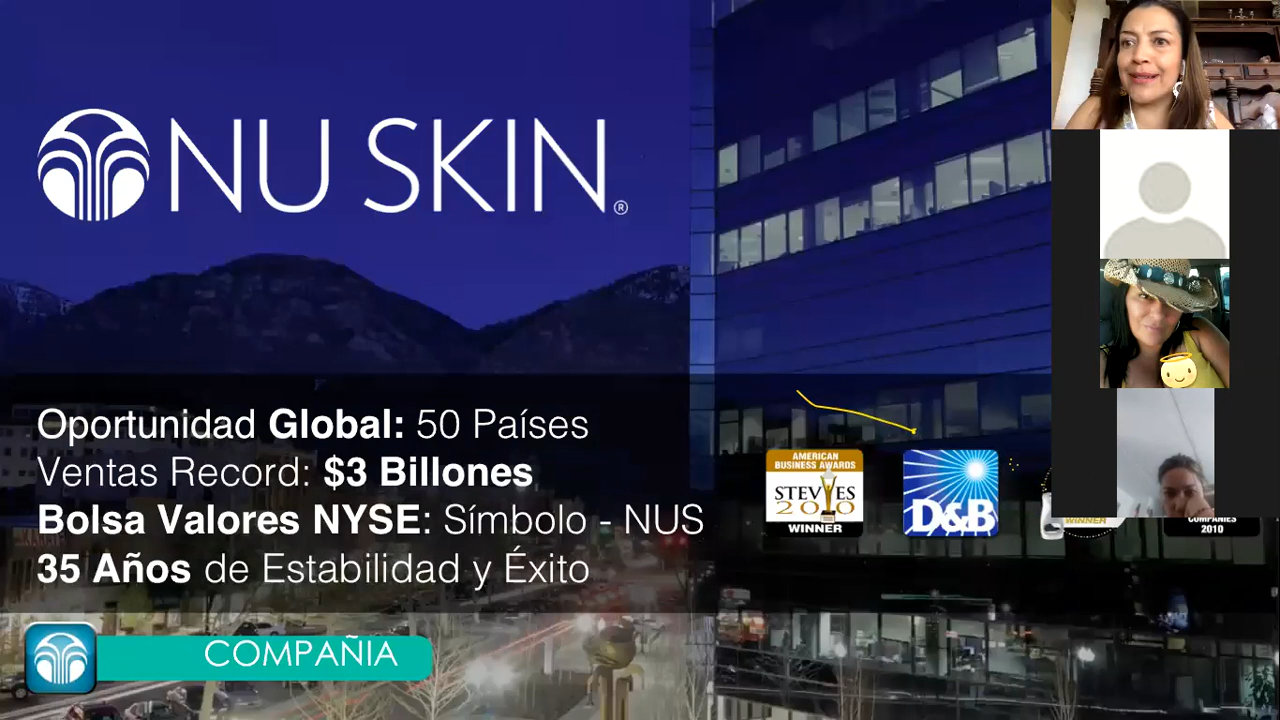 NU SKIN®
Oportunidad Global: 50 Países
Ventas Record: $3 Billones
Bolsa Valores NYSE: Símbolo - NUS
35 Años de Estabilidad y Éxito
COMPAÑIA
AMERICAN
BUSINESS AWARDS
STEVIES
2010
WINNER
D&B
WINNER
COMPANIES
2010